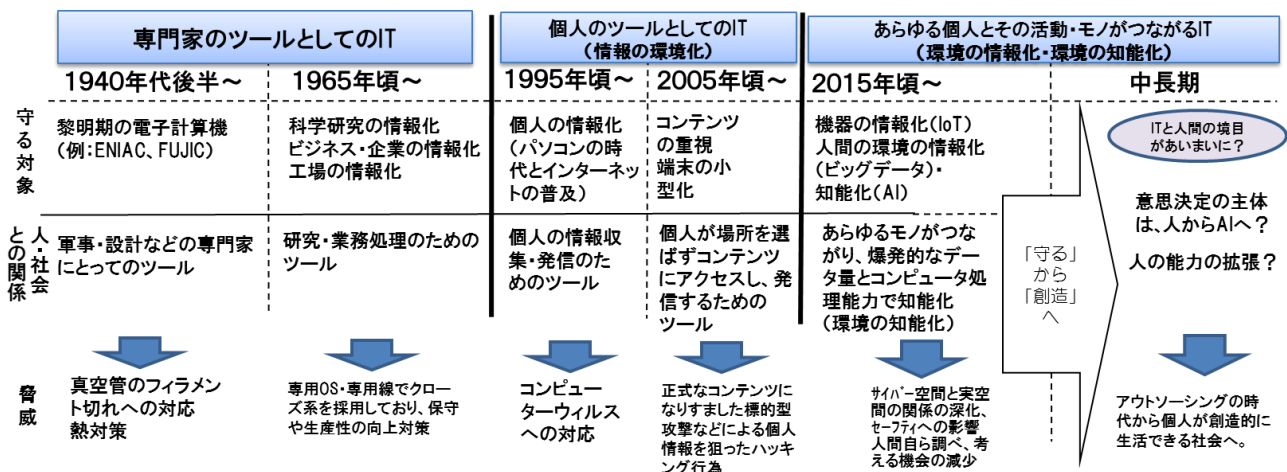 専門家のツールとしてのIT
個人のツールとしてのIT
(情報の環境化)
あらゆる個人とその活動・モノがつながるIT
(環境の情報化・環境の知能化)
1940年代後半～
1965年頃～
1995年頃～
2005年頃～
2015年頃～
中長期
守る対象
黎明期の電子計算機
(例:ENIAC、FUJIC)
科学研究の情報化
ビジネス・企業の情報化
工場の情報化
個人の情報化
(パソコンの時
代とインターネッ
トの普及)
コンテンツ
の重視
端末の小
型化
機器の情報化(IoT)
人間の環境の情報化
(ビッグデータ)・
知能化(AI)
ITと人間の境目
があいまいに?
意思決定の主体
は、人からAIへ?
人の能力の拡張?
人・社会
との関係
軍事・設計などの専門家
にとってのツール
研究・業務処理のための
ツール
個人の情報収
集・発信のた
めのツール
個人が場所を選
ばずコンテンツ
にアクセスし、発
信するための
ツール
あらゆるモノがつな
がり、爆発的なデー
タ量とコンピュータ処
理能力で知能化
(環境の知能化)
「守る」
から
「創造」
へ
脅威
真空管のフィラメン
ト切れへの対応
熱対策
専用OS・専用線でクロー
ズ系を採用しており、保守
や生産性の向上対策
コンピュー
ターウィルス
への対応
正式なコンテンツに
なりすました標的型
攻撃などによる個人
情報を狙ったハッキ
ング行為
サイバー空間と実空
間の関係の深化、
セーフティへの影響
人間自ら調べ、考
える機会の減少
アウトソーシングの時
代から個人が創造的に
生活できる社会へ。